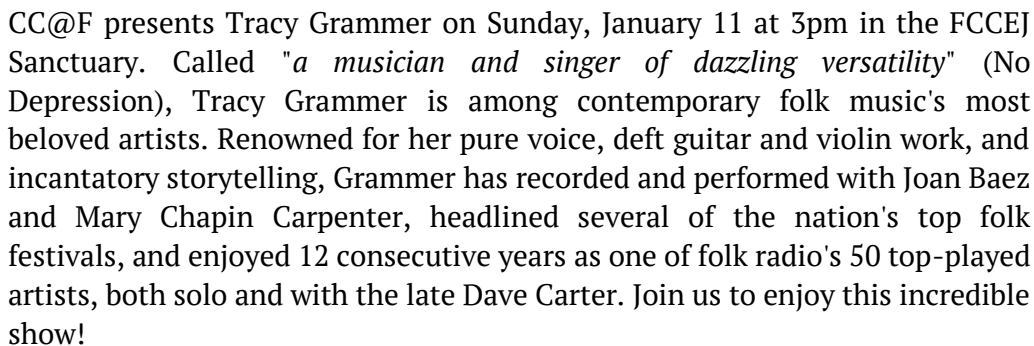 CC@F presents Tracy Grammer on Sunday, January 11 at 3pm in the FCCEJ
Sanctuary. Called "a musician and singer of dazzling versatility" (No
Depression), Tracy Grammer is among contemporary folk music's most
beloved artists. Renowned for her pure voice, deft guitar and violin work, and
incantatory storytelling, Grammer has recorded and performed with Joan Baez
and Mary Chapin Carpenter, headlined several of the nation's top folk
festivals, and enjoyed 12 consecutive years as one of folk radio's 50 top-played
artists, both solo and with the late Dave Carter. Join us to enjoy this incredible
show!